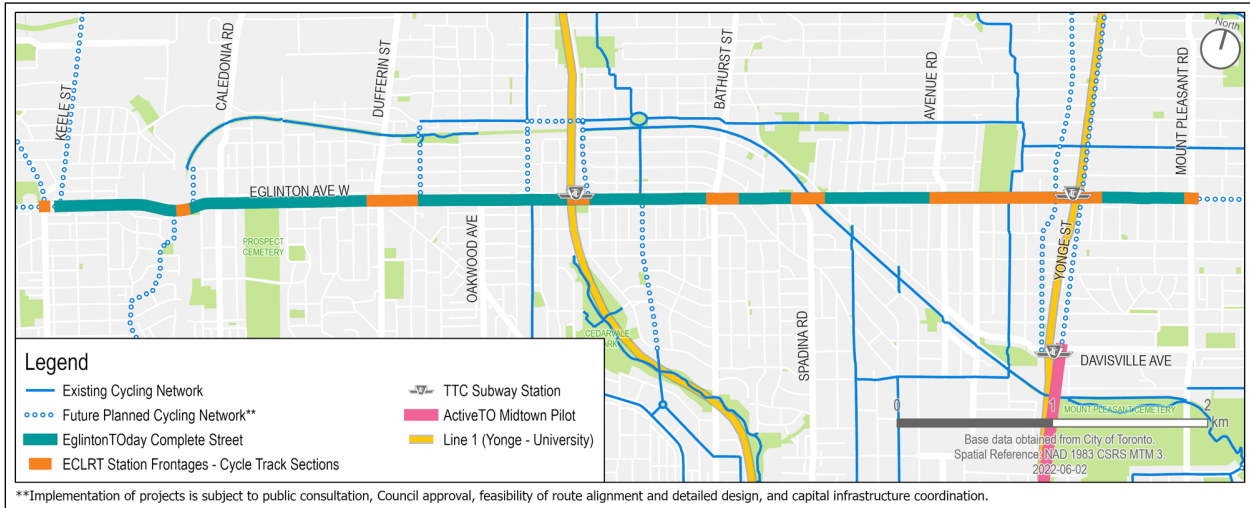 KEELE ST
CALEDONIA RD
DUFFERIN ST
BATHURST ST
AVENUE RD
MOUNT PLEASANT RD
North
EGLINTON AVE W
PROSPECT
CEMETERY
OAKWOOD AVE
YONGE ST
CEDARVALE
PARK
SPADINA RD
DAVISVILLE AVE
MOUNT PLEASANT CEMETERY
0 1 2
km
Base data obtained from City of Toronto.
Spatial Reference: NAD 1983 CSRS MTM 3.
2022-06-02
Legend
Existing Cycling Network
Future Planned Cycling Network**
EglintonTOday Complete Street
ECLRT Station Frontages - Cycle Track Sections
TTC Subway Station
ActiveTO Midtown Pilot
Line 1 (Yonge - University)
**Implementation of projects is subject to public consultation, Council approval, feasibility of route alignment and detailed design, and capital infrastructure coordination.